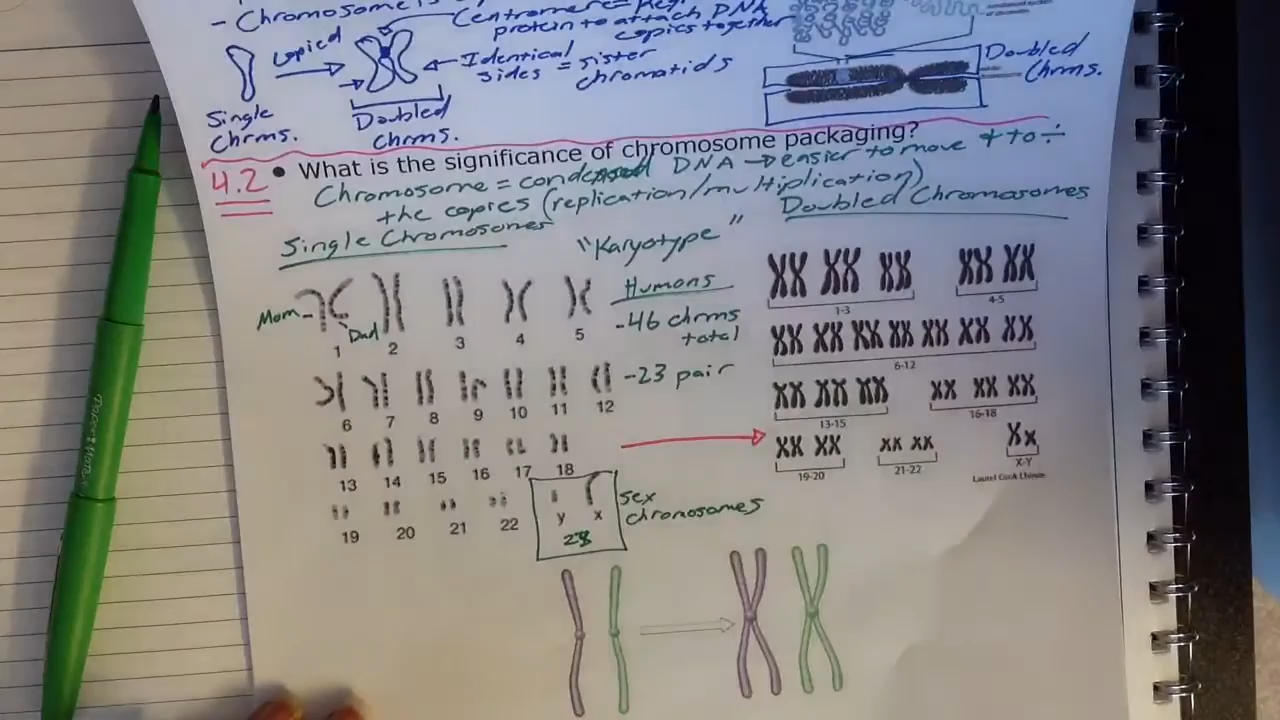 - Chromosome
Centromere =
protein to attach DNA
copies together
copied
Identical
sides = sister
chromatids
Single
Chrms.
Doubled
chrms.
Doubled
Chrms.
4.2
• What is the significance of chromosome packaging?
Chromosome = condensed DNA → easier to move + to ÷
the copies (replication/multiplication)
Single Chromosomes
"Karyotype"
Doubled Chromosomes
Mom-
Dad
1 2 3 4 5
Humans
-46 chrms
total
-23 pair
6 7 8 9 10 11 12
13 14 15 16 17 18
19 20 21 22
y x
23
sex
chromosomes
1-3
4-5
6-12
13-15
16-18
19-20
21-22
X-Y
Paper Mate